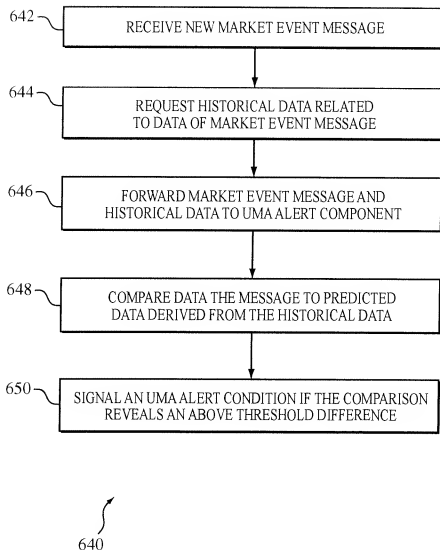 642
RECEIVE NEW MARKET EVENT MESSAGE
644
REQUEST HISTORICAL DATA RELATED
TO DATA OF MARKET EVENT MESSAGE
646
FORWARD MARKET EVENT MESSAGE AND
HISTORICAL DATA TO UMA ALERT COMPONENT
648
COMPARE DATA THE MESSAGE TO PREDICTED
DATA DERIVED FROM THE HISTORICAL DATA
650
SIGNAL AN UMA ALERT CONDITION IF THE COMPARISON
REVEALS AN ABOVE THRESHOLD DIFFERENCE
640